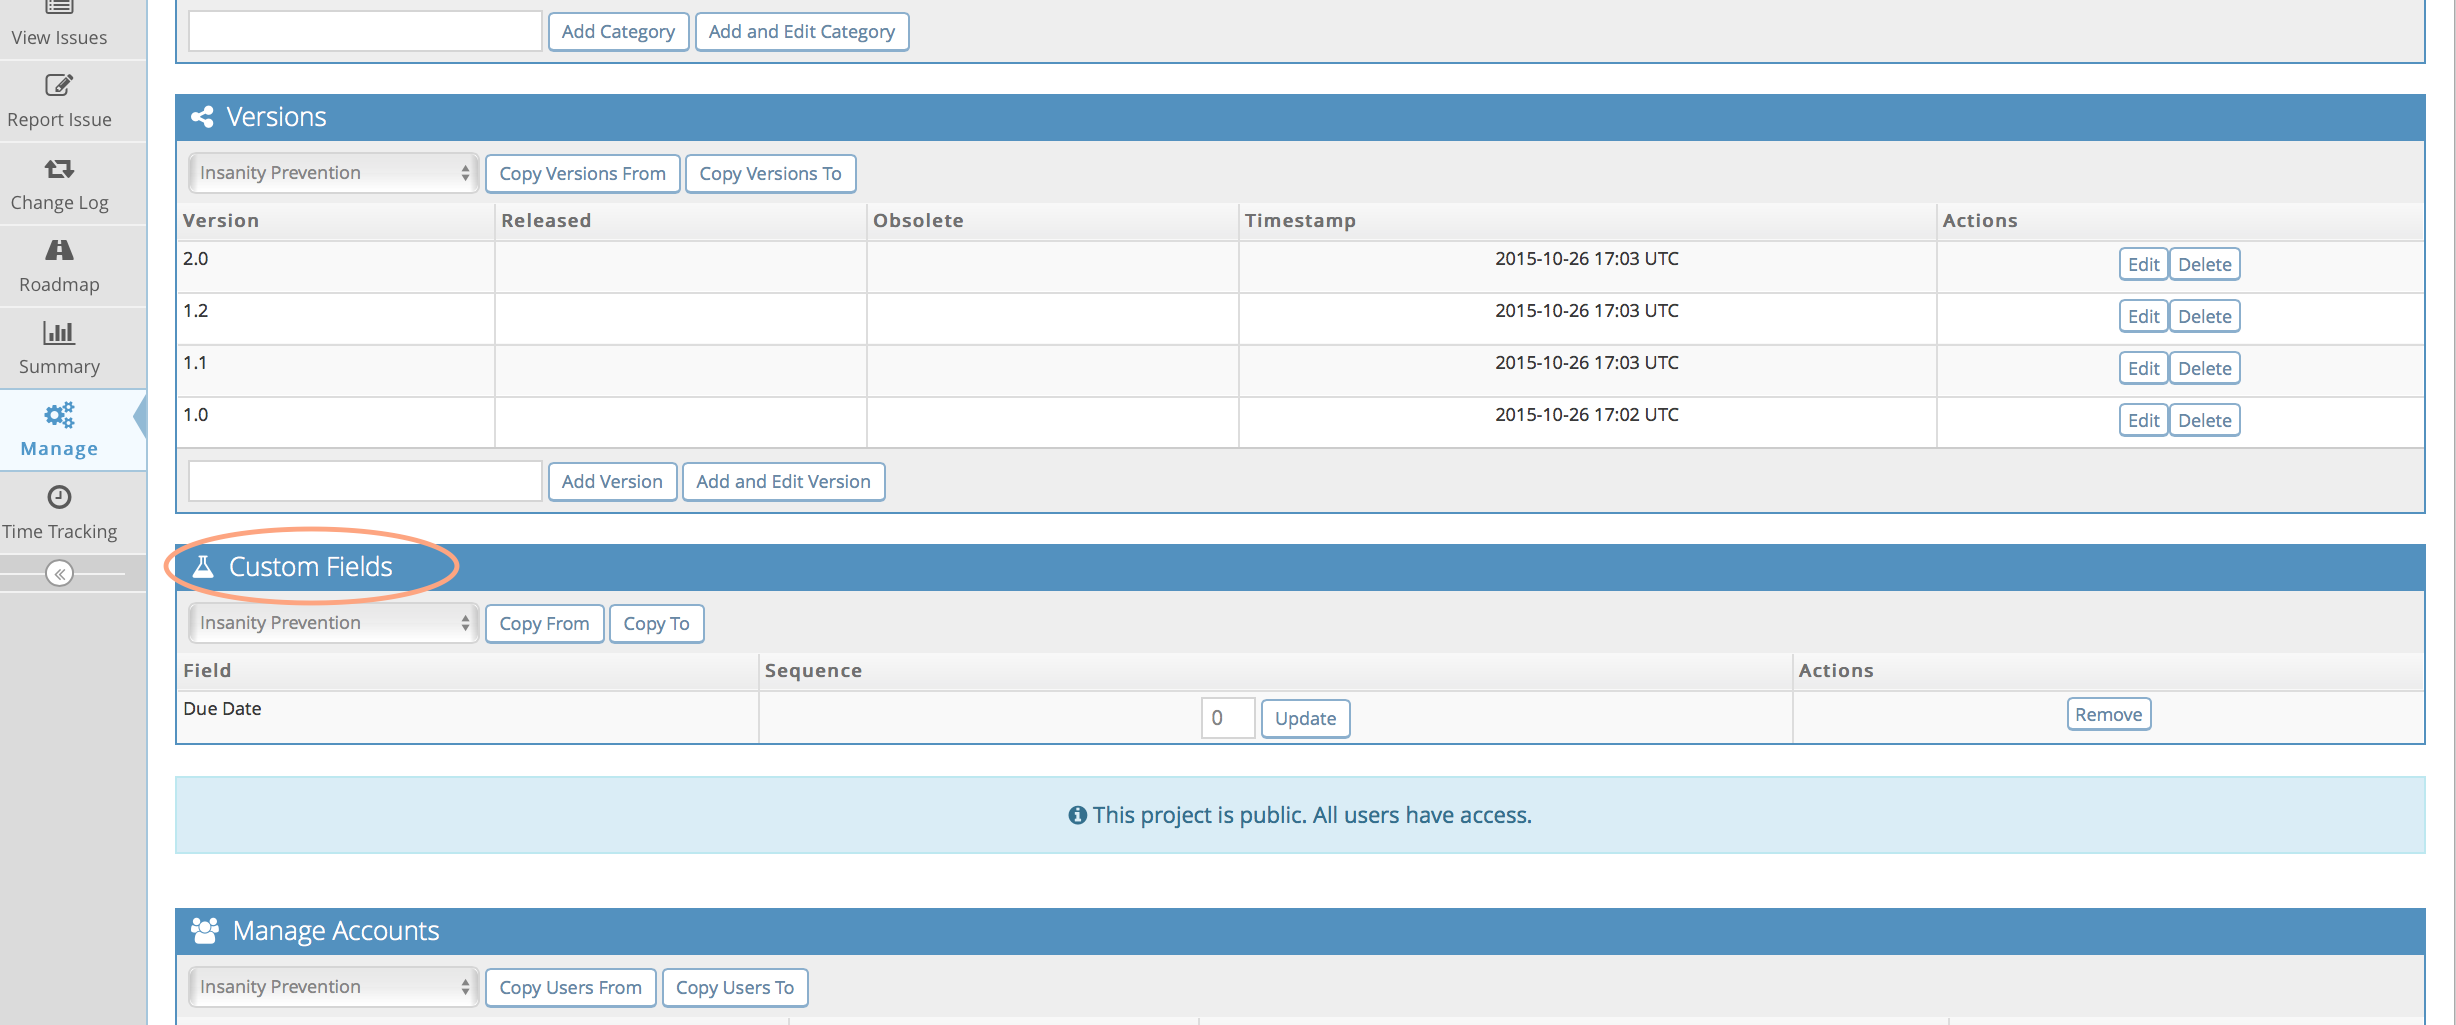 View Issues
Report Issue
Change Log
Roadmap
Summary
Manage
Time Tracking
Add Category Add and Edit Category
Versions
Insanity Prevention Copy Versions From Copy Versions To
Version Released Obsolete Timestamp Actions
2.0 2015-10-26 17:03 UTC Edit Delete
1.2 2015-10-26 17:03 UTC Edit Delete
1.1 2015-10-26 17:03 UTC Edit Delete
1.0 2015-10-26 17:02 UTC Edit Delete
Add Version Add and Edit Version
Custom Fields
Insanity Prevention Copy From Copy To
Field Sequence Actions
Due Date 0 Update Remove
This project is public. All users have access.
Manage Accounts
Insanity Prevention Copy Users From Copy Users To